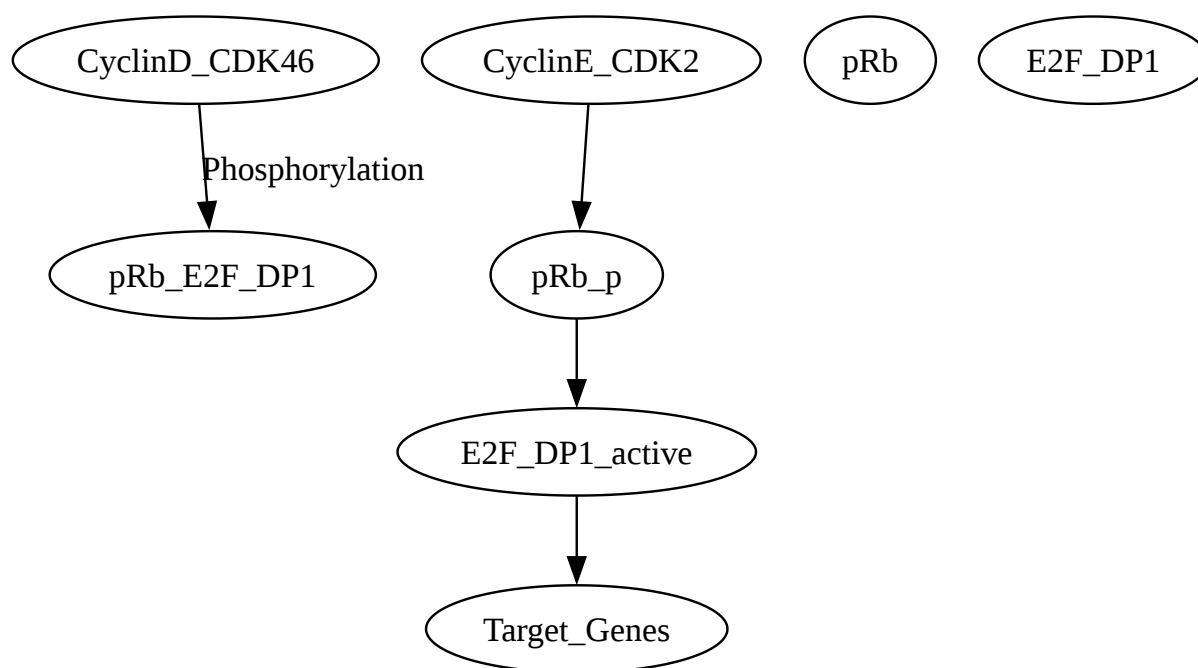 CyclinD_CDK46
CyclinE_CDK2
pRb
E2F_DP1
Phosphorylation
pRb_E2F_DP1
pRb_p
E2F_DP1_active
Target_Genes